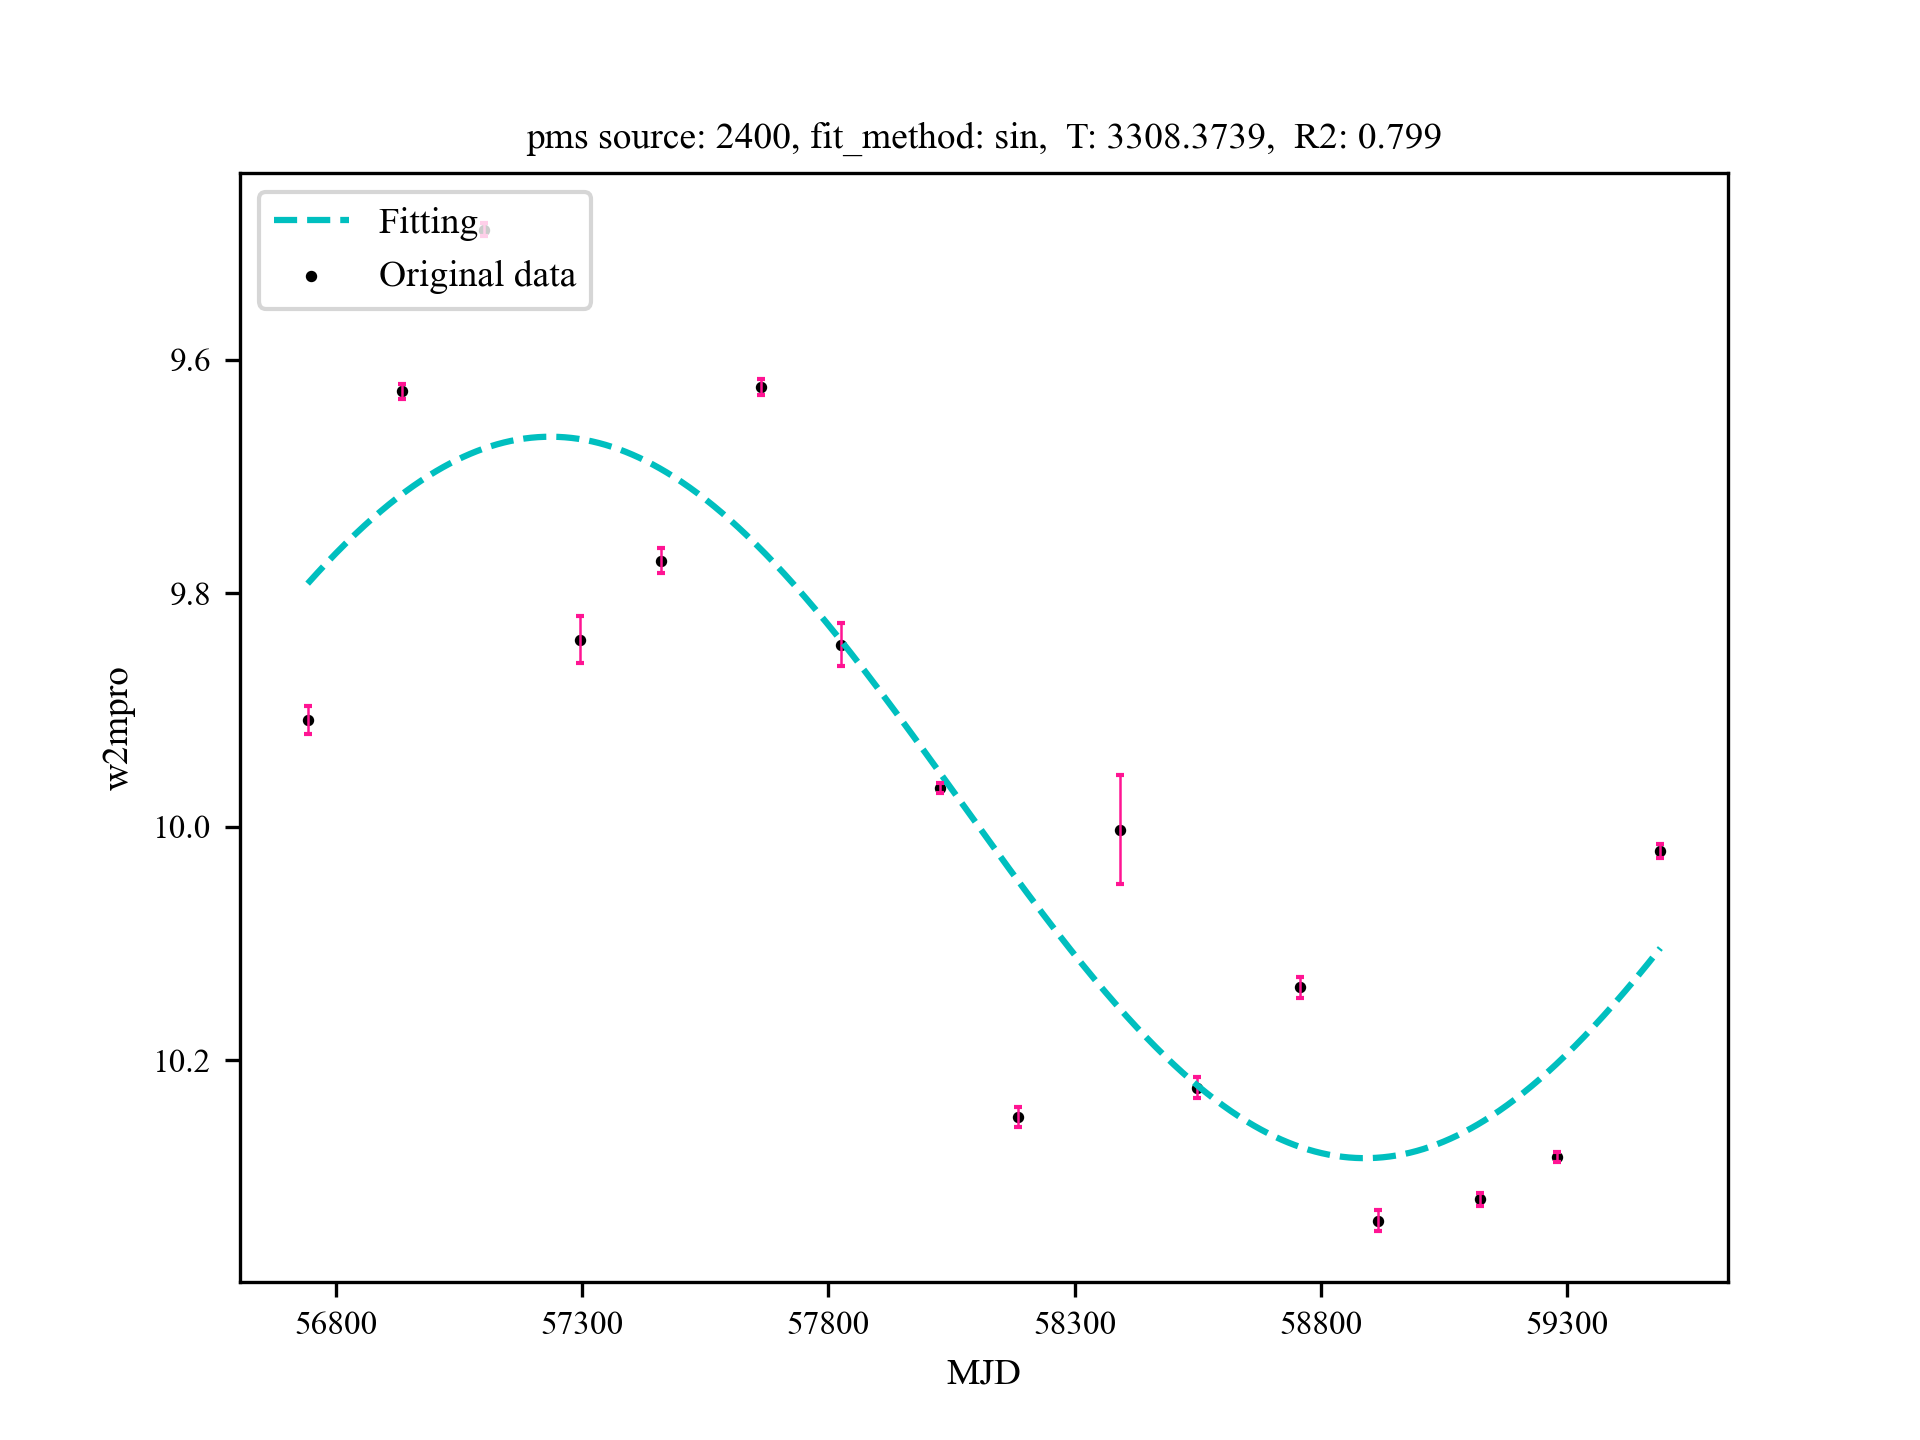 pms source: 2400, fit_method: sin,  T: 3308.3739,  R2: 0.799
Fitting
Original data
9.6
9.8
10.0
10.2
w2mpro
56800 57300 57800 58300 58800 59300
MJD